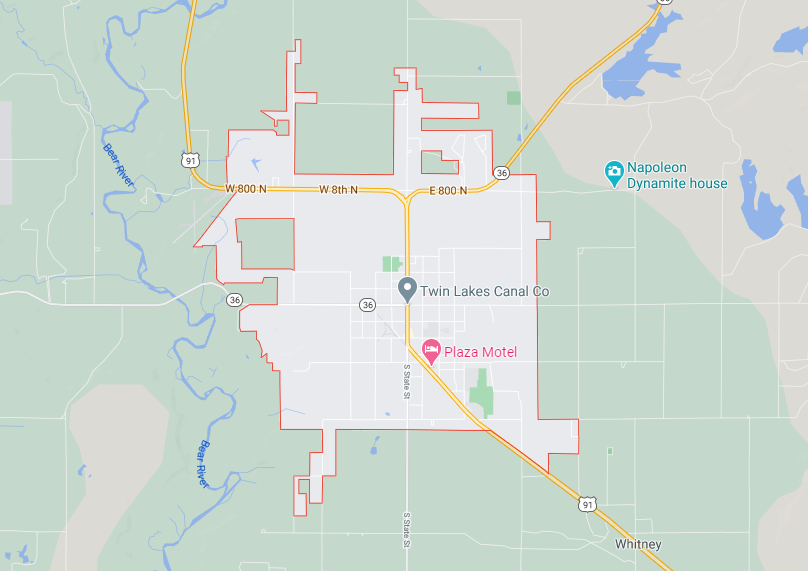 36
Bear River
91
36
Napoleon
Dynamite house
W 800 N
W 8th N
E 800 N
36
36
Twin Lakes Canal Co
Plaza Motel
S State St
Bear River
91
S State St
Whitney